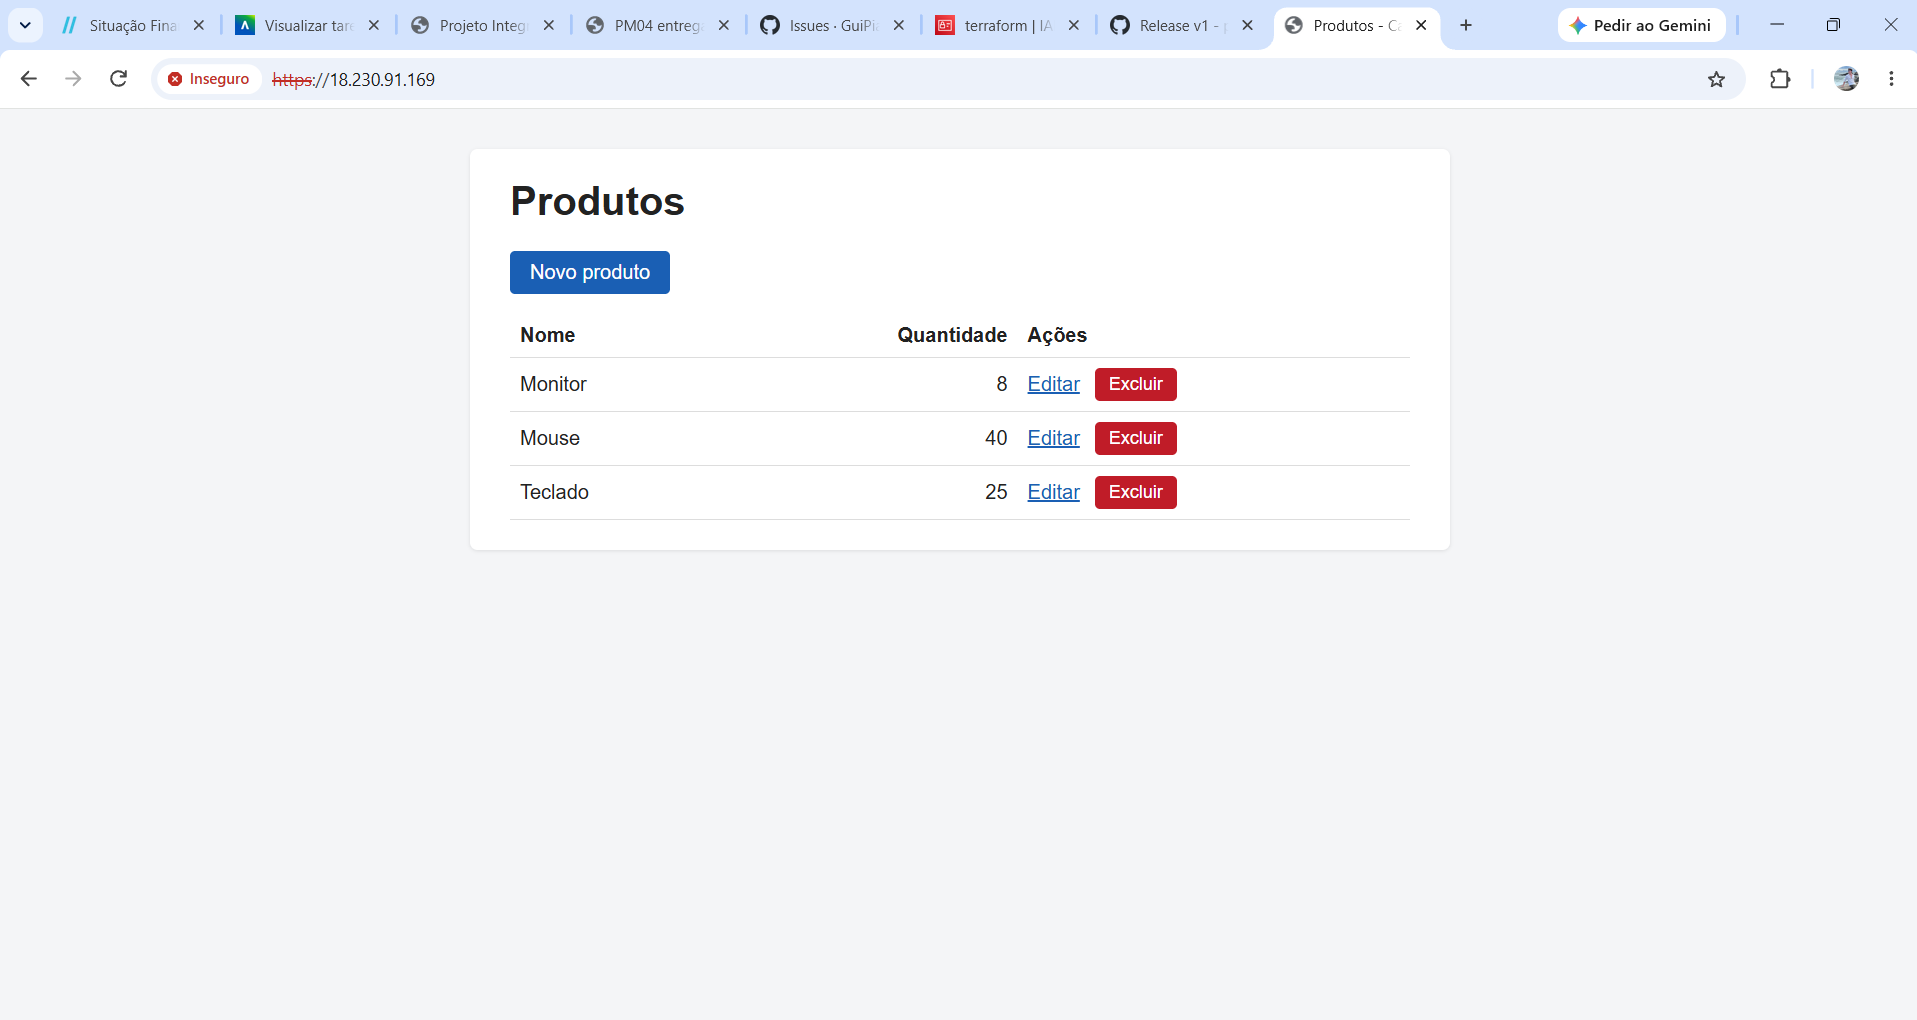 Situação Fina
Visualizar tare
Projeto Integ
PM04 entreg
Issues · GuiPi
terraform | IA
Release v1 -
Produtos - C
Pedir ao Gemini
Inseguro
https://18.230.91.169
Produtos
Novo produto
Nome Quantidade Ações
Monitor 8 Editar Excluir
Mouse 40 Editar Excluir
Teclado 25 Editar Excluir